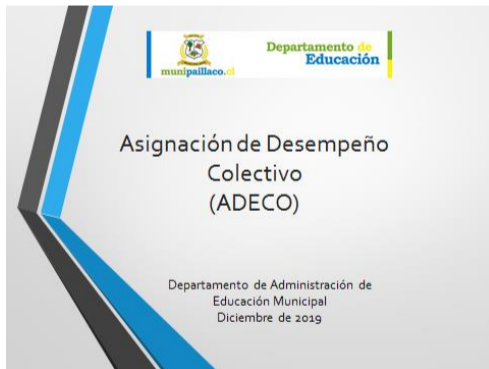 munipaillaco.cl
Departamento de
Educación
Asignación de Desempeño
Colectivo
(ADECO)
Departamento de Administración de
Educación Municipal
Diciembre de 2019